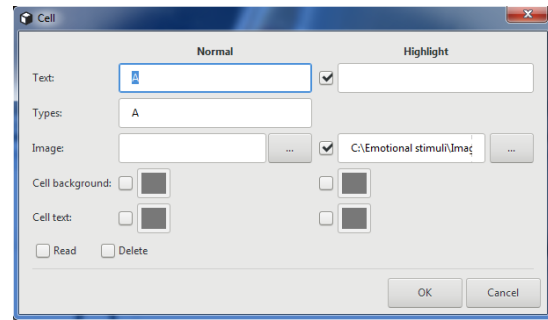 Cell
Normal Highlight
Text: A
Types: A
Image: ... C:\Emotional stimuli\Imag ...
Cell background:
Cell text:
Read Delete
OK Cancel